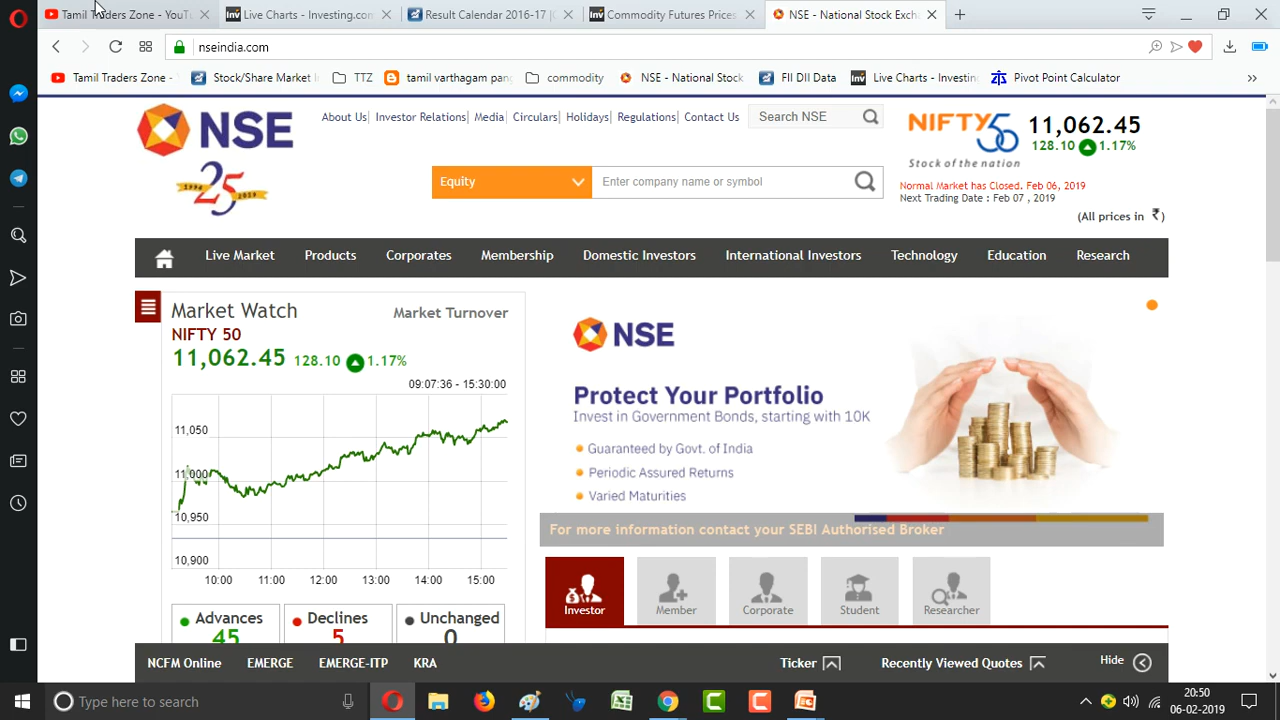 Tamil Traders Zone - YouTu
Live Charts - Investing.com
Result Calendar 2016-17 |
Commodity Futures Prices
NSE - National Stock Excha
nseindia.com
Tamil Traders Zone -
Stock/Share Market I
TTZ
tamil varthagam pang
commodity
NSE - National Stock
FII DII Data
Live Charts - Investin
Pivot Point Calculator
NSE
1994 25 2019
About Us| Investor Relations| Media| Circulars| Holidays| Regulations| Contact Us
Search NSE
Equity
Enter company name or symbol
NIFTY 50
Stock of the nation
11,062.45
128.10 1.17%
Normal Market has Closed. Feb 06, 2019
Next Trading Date : Feb 07 , 2019
(All prices in ₹)
Live Market Products Corporates Membership Domestic Investors International Investors Technology Education Research
Market Watch
Market Turnover
NIFTY 50
11,062.45 128.10 1.17%
09:07:36 - 15:30:00
11,050
11,000
10,950
10,900
10:00 11:00 12:00 13:00 14:00 15:00
Advances
45
Declines
5
Unchanged
0
NSE
Protect Your Portfolio
Invest in Government Bonds, starting with 10K
Guaranteed by Govt. of India
Periodic Assured Returns
Varied Maturities
For more information contact your SEBI Authorised Broker
Investor Member Corporate Student Researcher
NCFM Online EMERGE EMERGE-ITP KRA Ticker Recently Viewed Quotes Hide
Type here to search
20:50
06-02-2019